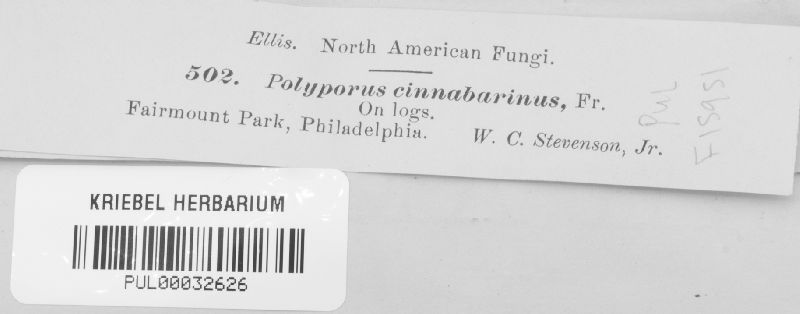 Ellis. North American Fungi.
502. Polyporus cinnabarinus, Fr.
On logs.
Fairmount Park, Philadelphia. W. C. Stevenson, Jr.
PUL
KRIEBEL HERBARIUM
PUL00032626